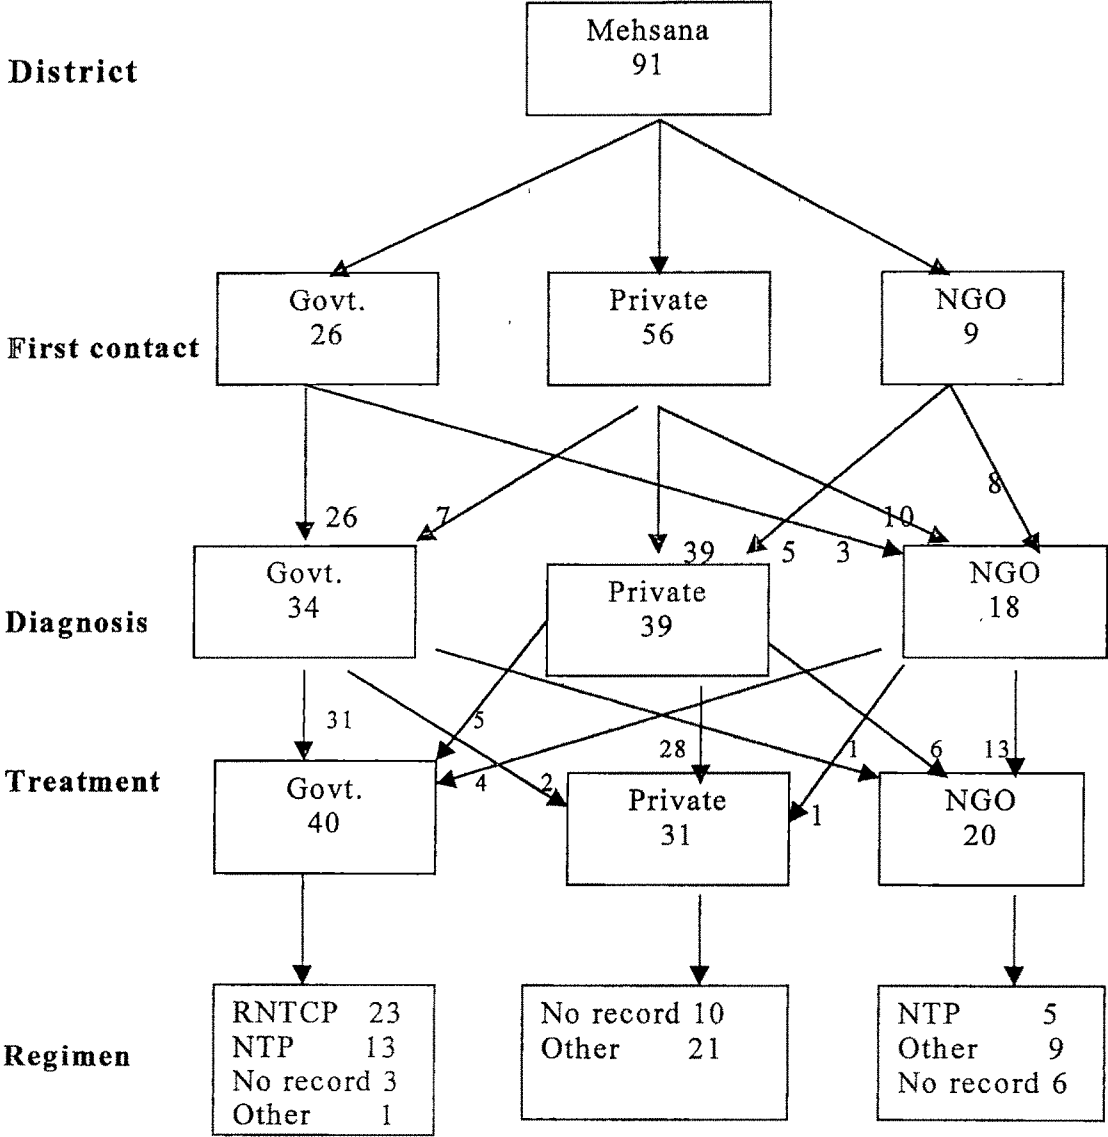 Mehsana
91
District
Govt.
26
Private
56
NGO
9
First contact
8
26
7
10
39
5
3
Govt.
34
Private
39
NGO
18
Diagnosis
31
5
28
1
6
13
Treatment
4
2
1
Govt.
40
Private
31
NGO
20
Regimen
RNTCP 23
NTP 13
No record 3
Other 1
No record 10
Other 21
NTP 5
Other 9
No record 6